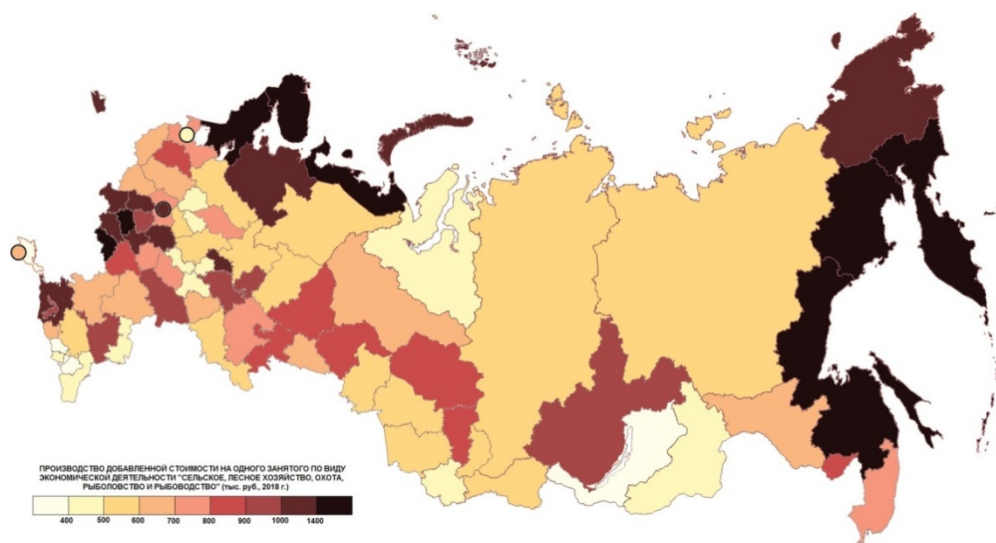 ПРОИЗВОДСТВО ДОБАВЛЕННОЙ СТОИМОСТИ НА ОДНОГО ЗАНЯТОГО ПО ВИДУ
ЭКОНОМИЧЕСКОЙ ДЕЯТЕЛЬНОСТИ "СЕЛЬСКОЕ, ЛЕСНОЕ ХОЗЯЙСТВО, ОХОТА,
РЫБОЛОВСТВО И РЫБОВОДСТВО" (тыс. руб., 2018 г.)
400 500 600 700 800 900 1000 1400